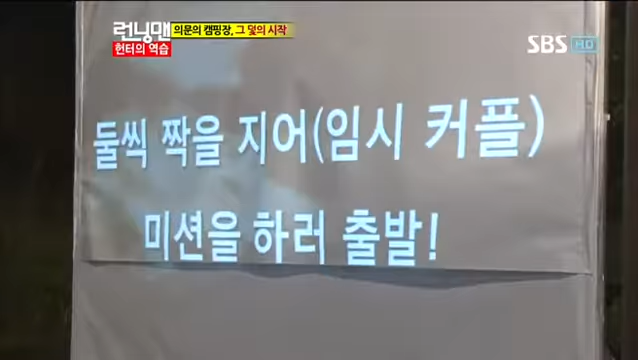 런닝맨 의문의 캠핑장, 그 덫의 시작
헌터의 역습
SBS HD
둘씩 짝을 지어(임시 커플)
미션을 하러 출발!